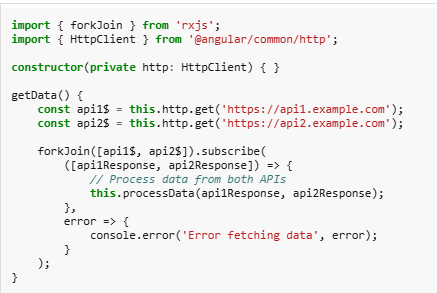 import { forkJoin } from 'rxjs';
import { HttpClient } from '@angular/common/http';
constructor(private http: HttpClient) { }
getData() {
const api1$ = this.http.get('https://api1.example.com');
const api2$ = this.http.get('https://api2.example.com');
forkJoin([api1$, api2$]).subscribe(
([api1Response, api2Response]) => {
// Process data from both APIs
this.processData(api1Response, api2Response);
},
error => {
console.error('Error fetching data', error);
}
);
}